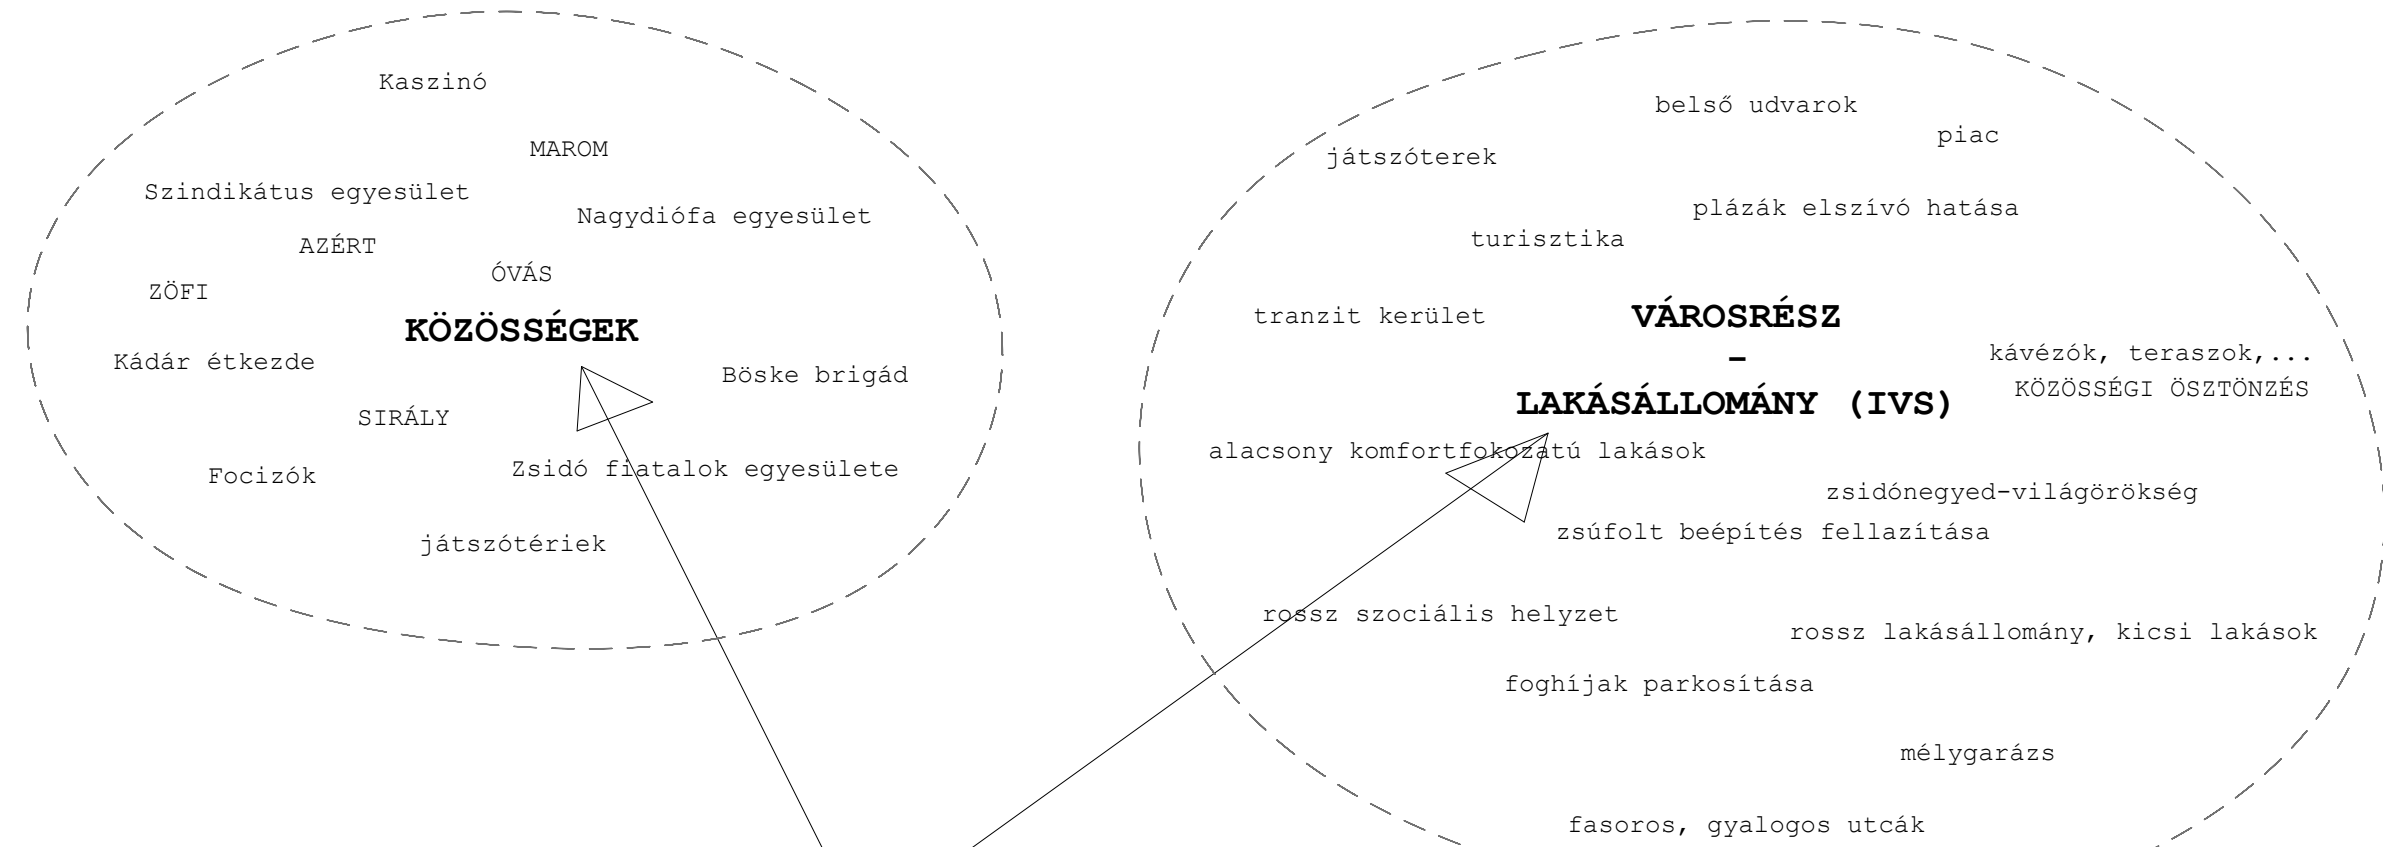 Kaszinó
MAROM
Szindikátus egyesület
Nagydiófa egyesület
AZÉRT
ÓVÁS
ZÖFI
KÖZÖSSÉGEK
Kádár étkezde
Böske brigád
SIRÁLY
Focizók
Zsidó fiatalok egyesülete
játszótériek
belső udvarok
piac
játszóterek
plázák elszívó hatása
turisztika
tranzit kerület
VÁROSRÉSZ
-
LAKÁSÁLLOMÁNY (IVS)
kávézók, teraszok,...
KÖZÖSSÉGI ÖSZTÖNZÉS
alacsony komfortfokozatú lakások
zsidónegyed-világörökség
zsúfolt beépítés fellazítása
rossz szociális helyzet
rossz lakásállomány, kicsi lakások
foghíjak parkosítása
mélygarázs
fasoros, gyalogos utcák